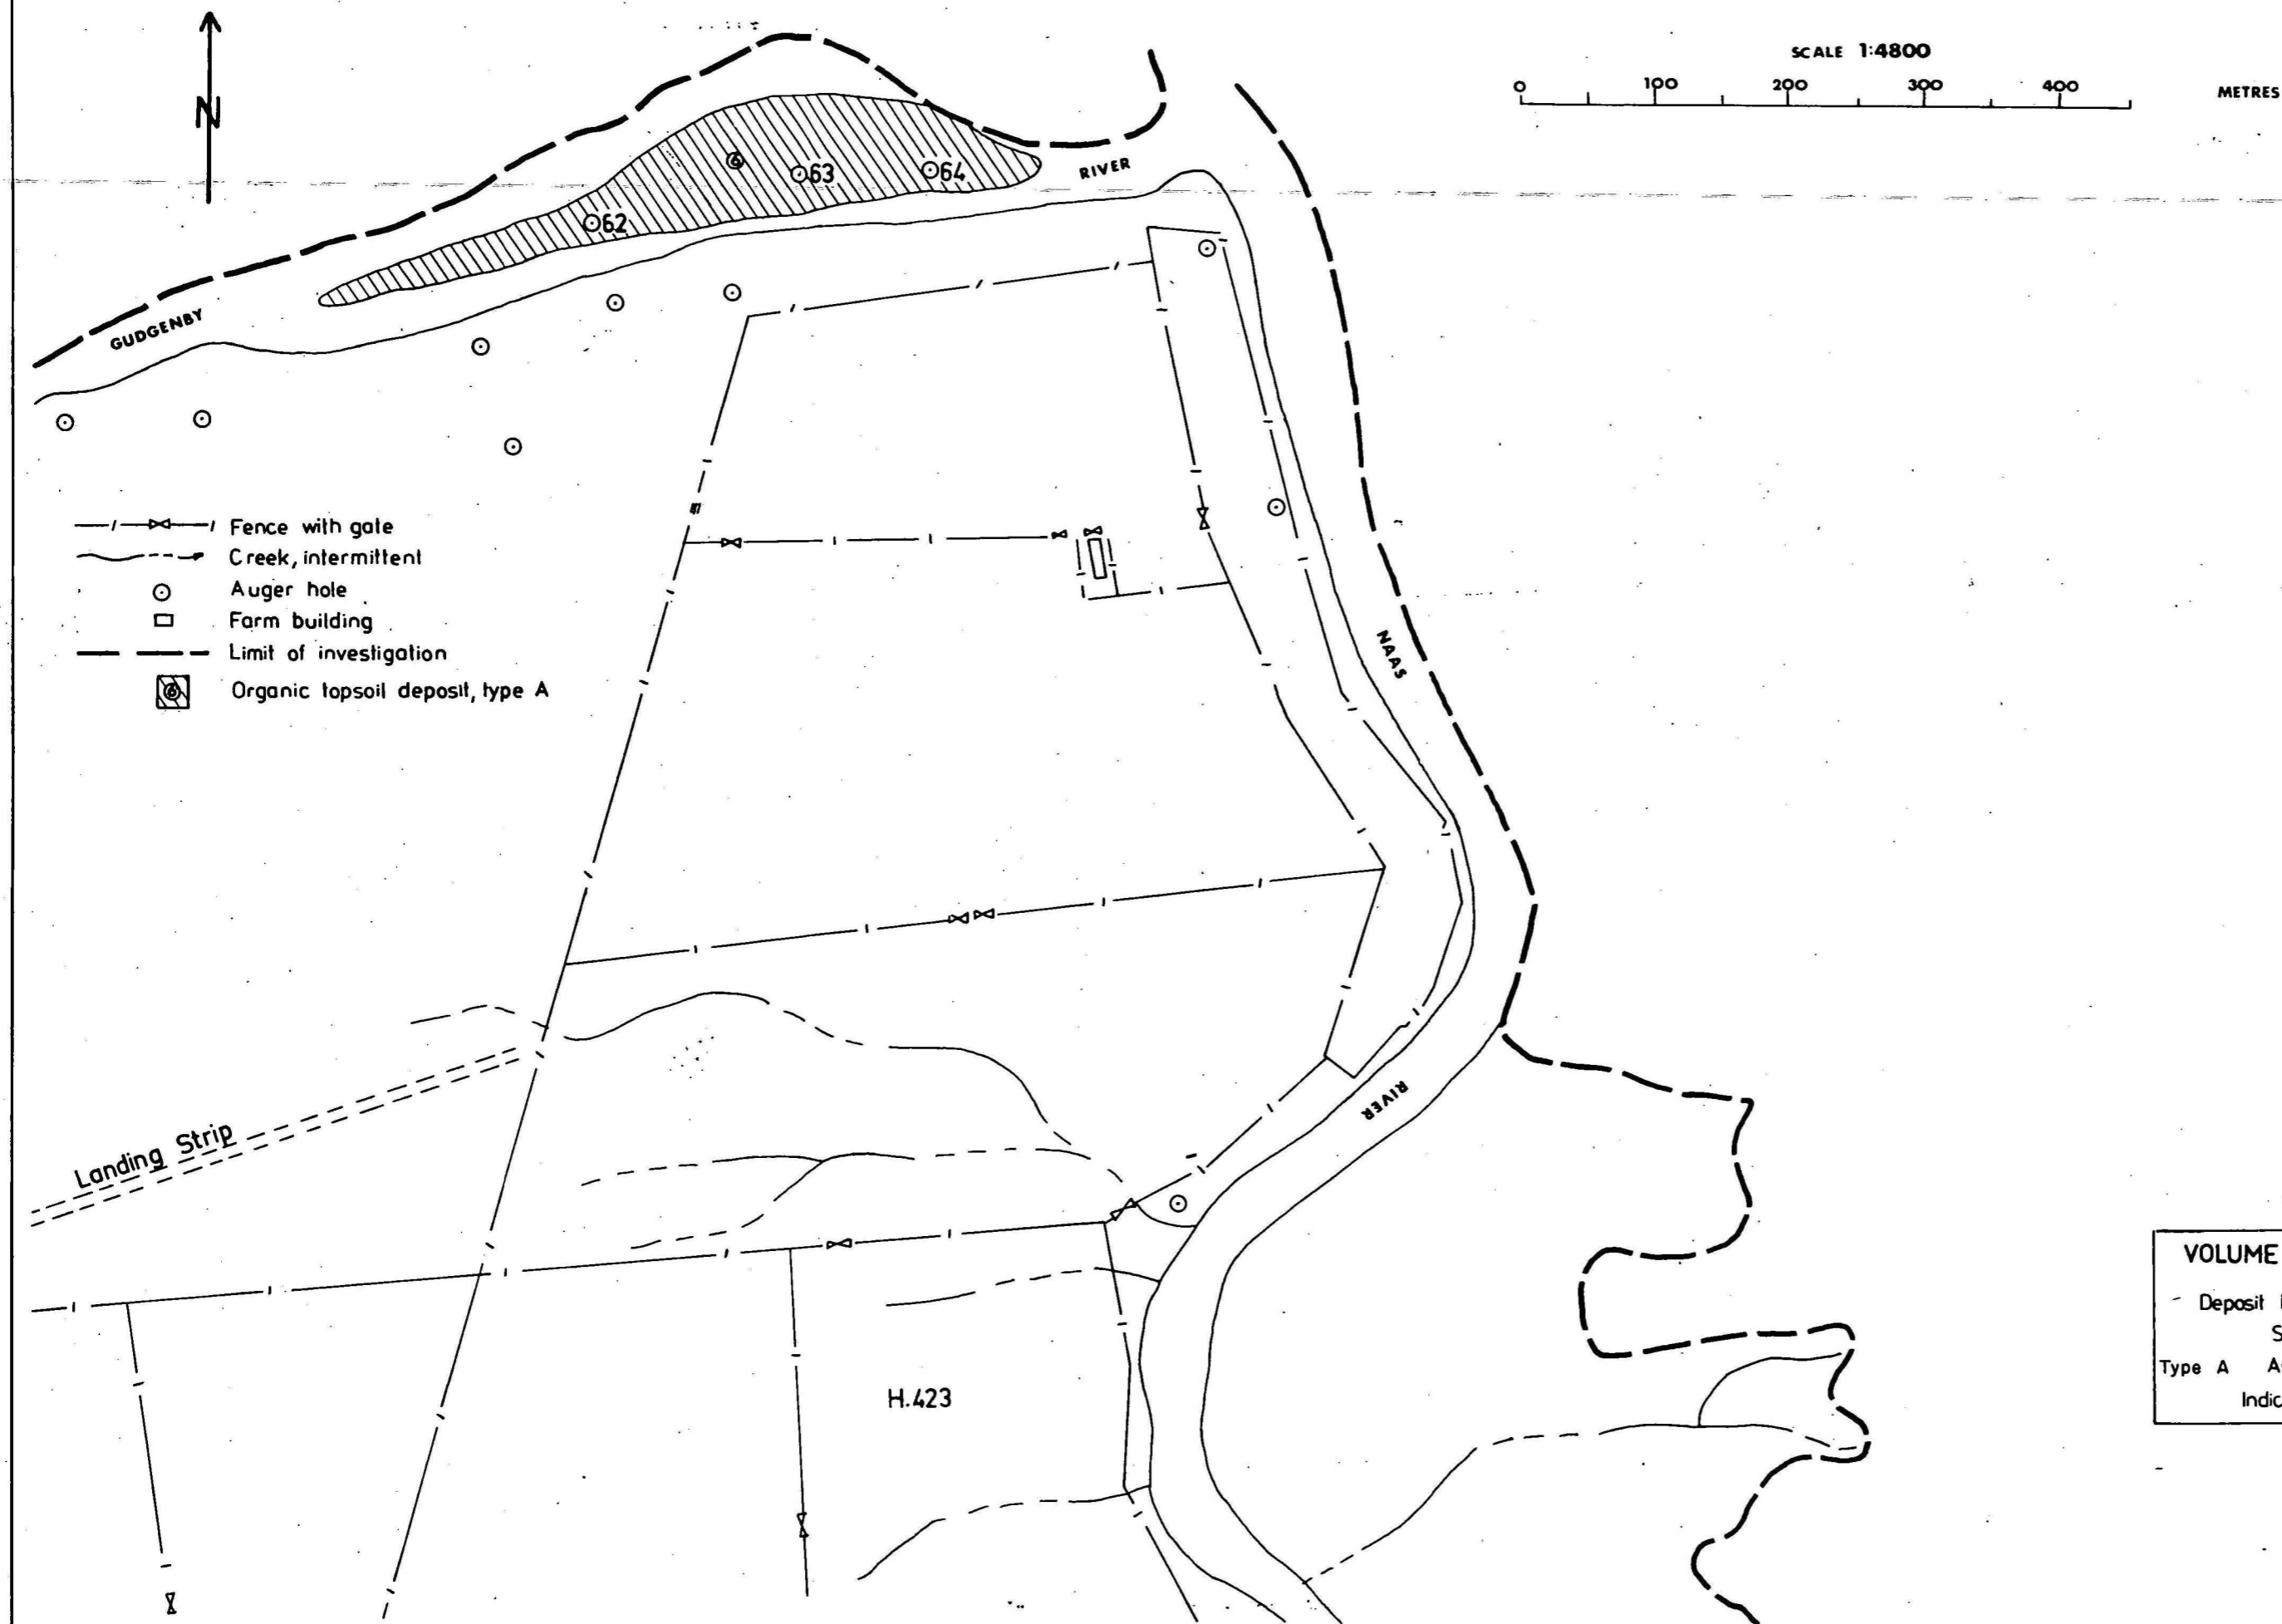 N
SCALE 1:4800
0 100 200 300 400 METRES
6
63
64
62
RIVER
GUDGENBY
Fence with gate
Creek, intermittent
Auger hole
Farm building
Limit of investigation
6 Organic topsoil deposit, type A
NAAS
RIVER
Landing Strip
H.423
VOLUME
Deposit
S
Type A A
Indic